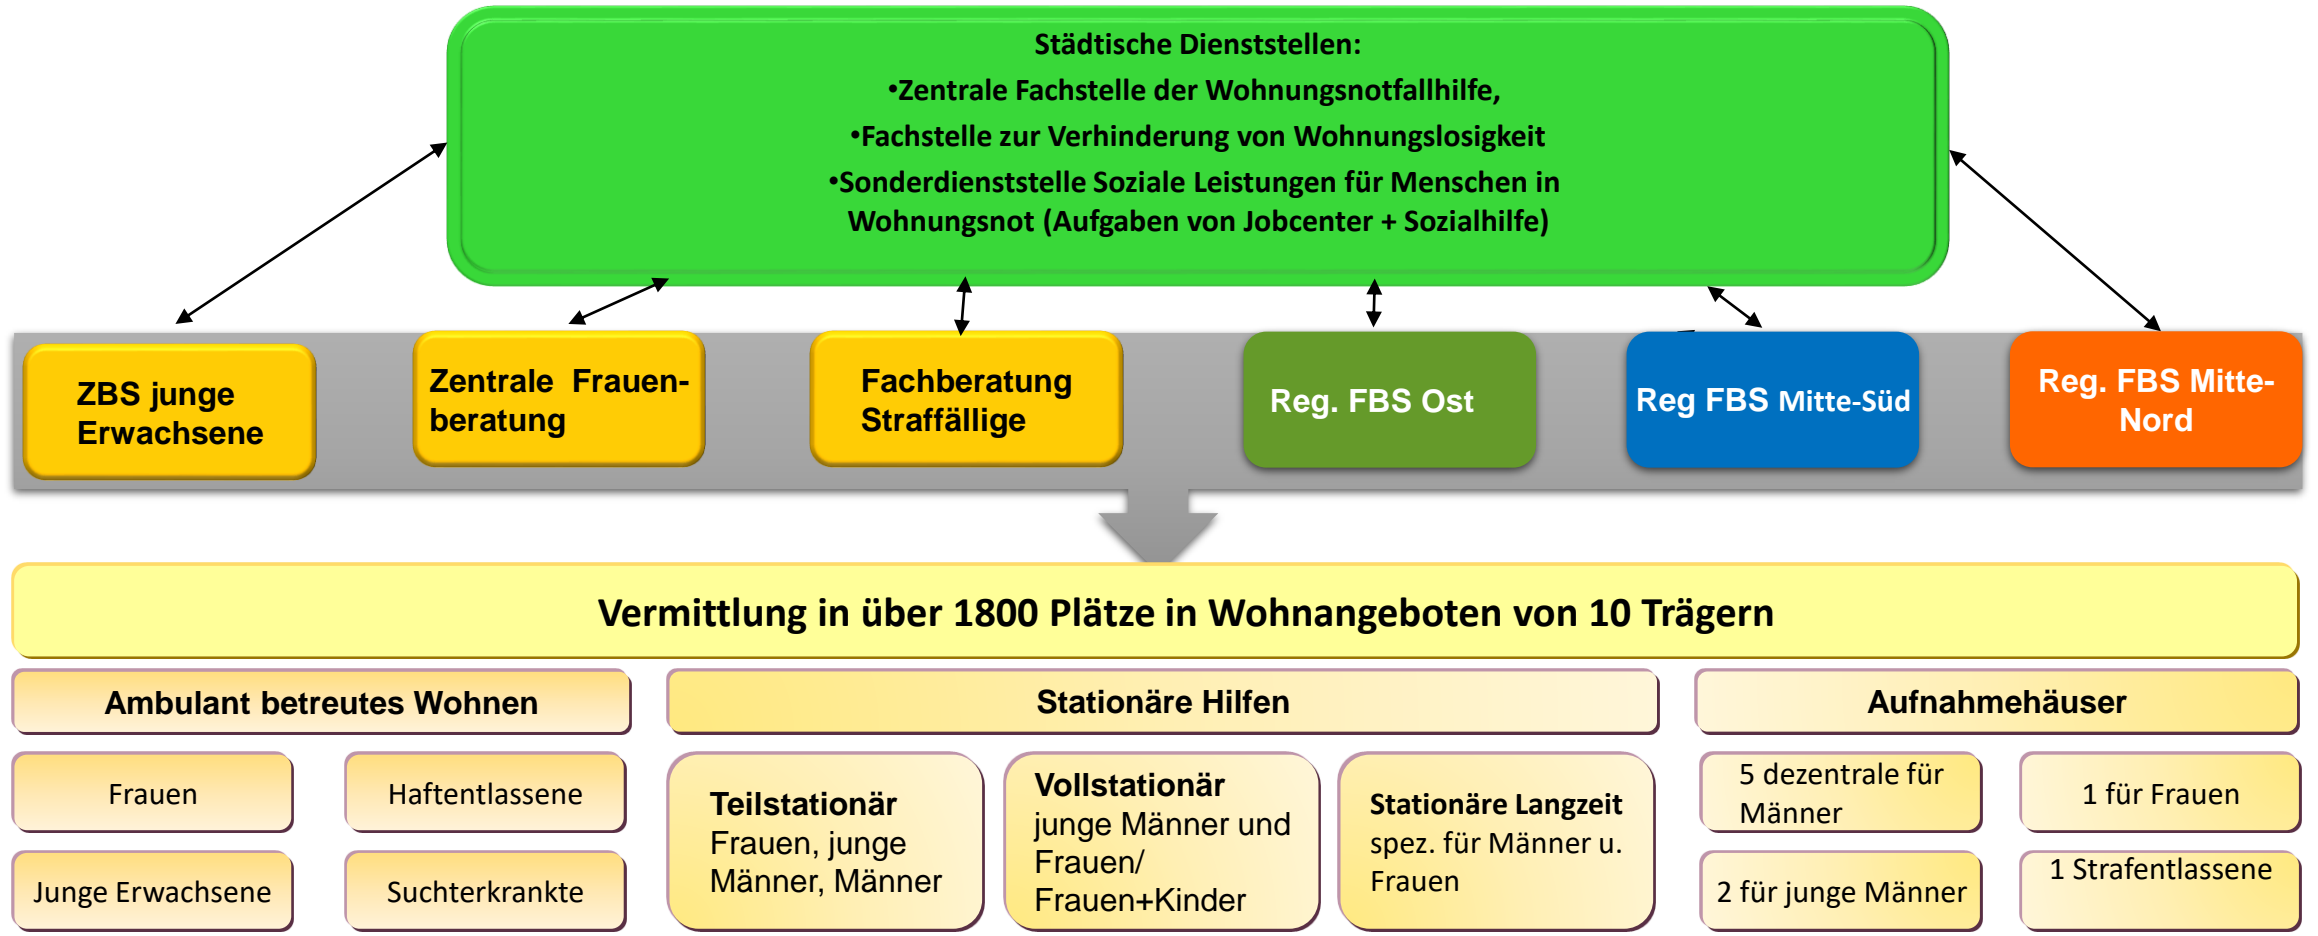 Städtische Dienststellen:
•Zentrale Fachstelle der Wohnungsnotfallhilfe,
•Fachstelle zur Verhinderung von Wohnungslosigkeit
•Sonderdienststelle Soziale Leistungen für Menschen in
Wohnungsnot (Aufgaben von Jobcenter + Sozialhilfe)
ZBS junge
Erwachsene
Zentrale Frauen-
beratung
Fachberatung
Straffällige
Reg. FBS Ost
Reg FBS Mitte-Süd
Reg. FBS Mitte-
Nord
Vermittlung in über 1800 Plätze in Wohnangeboten von 10 Trägern
Ambulant betreutes Wohnen
Frauen
Haftentlassene
Junge Erwachsene
Suchterkrankte
Stationäre Hilfen
Teilstationär
Frauen, junge
Männer, Männer
Vollstationär
junge Männer und
Frauen/
Frauen+Kinder
Stationäre Langzeit
spez. für Männer u.
Frauen
Aufnahmehäuser
5 dezentrale für
Männer
1 für Frauen
2 für junge Männer
1 Strafentlassene